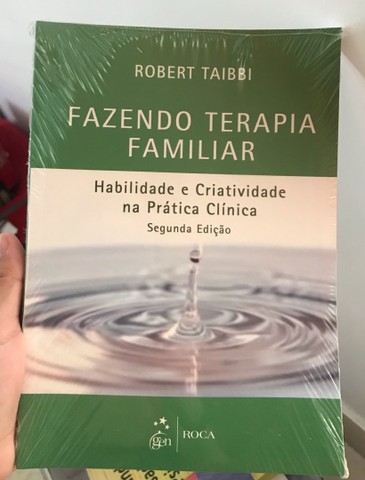 ROBERT TAIBBI
FAZENDO TERAPIA
FAMILIAR
Habilidade e Criatividade
na Prática Clínica
Segunda Edição
gen
ROCA